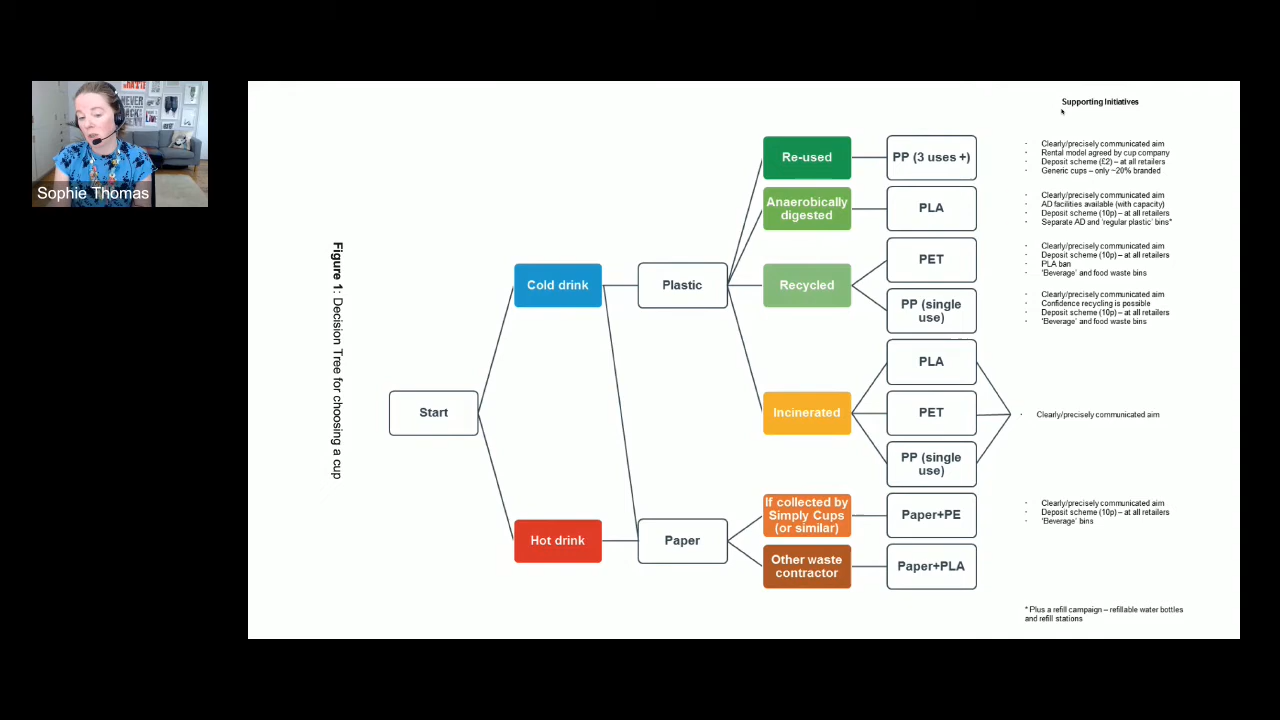 Sophie Thomas
Figure 1: Decision Tree for choosing a cup
Start
Cold drink
Hot drink
Plastic
Paper
Re-used
Anaerobically
digested
Recycled
Incinerated
If collected by
Simply Cups
(or similar)
Other waste
contractor
PP (3 uses +)
PLA
PET
PP (single
use)
PLA
PET
PP (single
use)
Paper+PE
Paper+PLA
Supporting Initiatives
- Clearly/precisely communicated aim
- Rental model agreed by cup company
- Deposit scheme (£2) – at all retailers
- Generic cups – only ~20% branded
- Clearly/precisely communicated aim
- AD facilities available (with capacity)
- Deposit scheme (10p) – at all retailers
- Separate AD and 'regular plastic' bins*
- Clearly/precisely communicated aim
- Deposit scheme (10p) – at all retailers
- PLA ban
- 'Beverage' and food waste bins
- Clearly/precisely communicated aim
- Confidence recycling is possible
- Deposit scheme (10p) – at all retailers
- 'Beverage' and food waste bins
- Clearly/precisely communicated aim
- Clearly/precisely communicated aim
- Deposit scheme (10p) – at all retailers
- 'Beverage' bins
* Plus a refill campaign – refillable water bottles
and refill stations